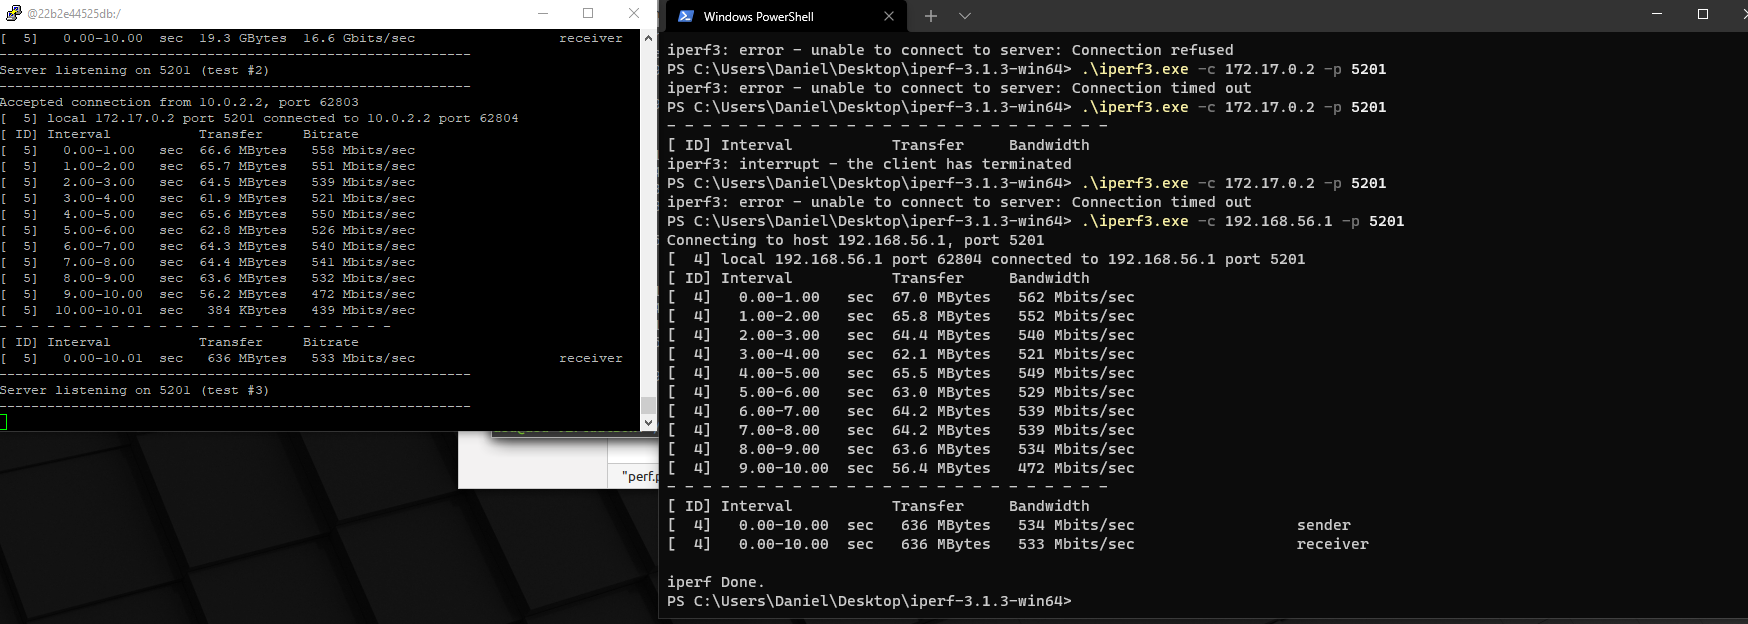 @22b2e44525db:/
[  5]   0.00-10.00  sec  19.3 GBytes  16.6 Gbits/sec                  receiver
-----------------------------------------------------------
Server listening on 5201 (test #2)
-----------------------------------------------------------
Accepted connection from 10.0.2.2, port 62803
[  5] local 172.17.0.2 port 5201 connected to 10.0.2.2 port 62804
[ ID] Interval           Transfer     Bitrate
[  5]   0.00-1.00   sec  66.6 MBytes   558 Mbits/sec
[  5]   1.00-2.00   sec  65.7 MBytes   551 Mbits/sec
[  5]   2.00-3.00   sec  64.5 MBytes   539 Mbits/sec
[  5]   3.00-4.00   sec  61.9 MBytes   521 Mbits/sec
[  5]   4.00-5.00   sec  65.6 MBytes   550 Mbits/sec
[  5]   5.00-6.00   sec  62.8 MBytes   526 Mbits/sec
[  5]   6.00-7.00   sec  64.3 MBytes   540 Mbits/sec
[  5]   7.00-8.00   sec  64.4 MBytes   541 Mbits/sec
[  5]   8.00-9.00   sec  63.6 MBytes   532 Mbits/sec
[  5]   9.00-10.00  sec  56.2 MBytes   472 Mbits/sec
[  5]  10.00-10.01  sec   384 KBytes   439 Mbits/sec
- - - - - - - - - - - - - - - - - - - - - - - - -
[ ID] Interval           Transfer     Bitrate
[  5]   0.00-10.01  sec   636 MBytes   533 Mbits/sec                  receiver
-----------------------------------------------------------
Server listening on 5201 (test #3)
-----------------------------------------------------------
Windows PowerShell
iperf3: error - unable to connect to server: Connection refused
PS C:\Users\Daniel\Desktop\iperf-3.1.3-win64> .\iperf3.exe -c 172.17.0.2 -p 5201
iperf3: error - unable to connect to server: Connection timed out
PS C:\Users\Daniel\Desktop\iperf-3.1.3-win64> .\iperf3.exe -c 172.17.0.2 -p 5201
- - - - - - - - - - - - - - - - - - - - - - - - -
[ ID] Interval           Transfer     Bandwidth
iperf3: interrupt - the client has terminated
PS C:\Users\Daniel\Desktop\iperf-3.1.3-win64> .\iperf3.exe -c 172.17.0.2 -p 5201
iperf3: error - unable to connect to server: Connection timed out
PS C:\Users\Daniel\Desktop\iperf-3.1.3-win64> .\iperf3.exe -c 192.168.56.1 -p 5201
Connecting to host 192.168.56.1, port 5201
[  4] local 192.168.56.1 port 62804 connected to 192.168.56.1 port 5201
[ ID] Interval           Transfer     Bandwidth
[  4]   0.00-1.00   sec  67.0 MBytes   562 Mbits/sec
[  4]   1.00-2.00   sec  65.8 MBytes   552 Mbits/sec
[  4]   2.00-3.00   sec  64.4 MBytes   540 Mbits/sec
[  4]   3.00-4.00   sec  62.1 MBytes   521 Mbits/sec
[  4]   4.00-5.00   sec  65.5 MBytes   549 Mbits/sec
[  4]   5.00-6.00   sec  63.0 MBytes   529 Mbits/sec
[  4]   6.00-7.00   sec  64.2 MBytes   539 Mbits/sec
[  4]   7.00-8.00   sec  64.2 MBytes   539 Mbits/sec
[  4]   8.00-9.00   sec  63.6 MBytes   534 Mbits/sec
[  4]   9.00-10.00  sec  56.4 MBytes   472 Mbits/sec
- - - - - - - - - - - - - - - - - - - - - - - - -
[ ID] Interval           Transfer     Bandwidth
[  4]   0.00-10.00  sec   636 MBytes   534 Mbits/sec                  sender
[  4]   0.00-10.00  sec   636 MBytes   533 Mbits/sec                  receiver
iperf Done.
PS C:\Users\Daniel\Desktop\iperf-3.1.3-win64>
"perf.p